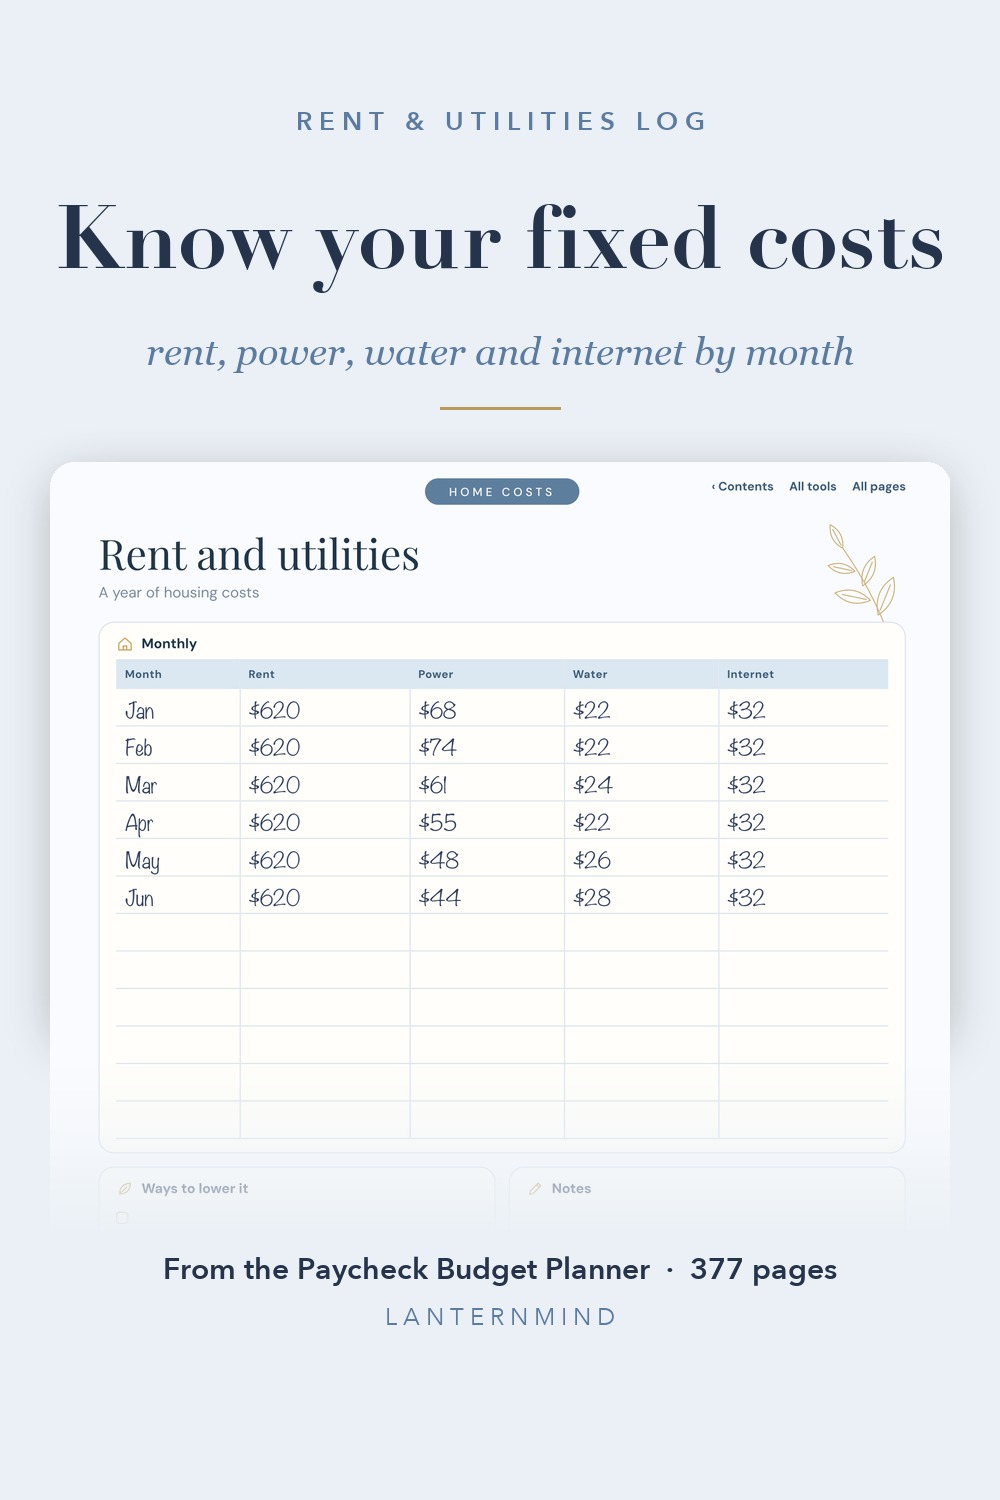 RENT & UTILITIES LOG
Know your fixed costs
rent, power, water and internet by month
HOME COSTS
‹ Contents All tools All pages
Rent and utilities
A year of housing costs
Monthly
Month Rent Power Water Internet
Jan $620 $68 $22 $32
Feb $620 $74 $22 $32
Mar $620 $61 $24 $32
Apr $620 $55 $22 $32
May $620 $48 $26 $32
Jun $620 $44 $28 $32
Ways to lower it Notes
From the Paycheck Budget Planner · 377 pages
LANTERNMIND